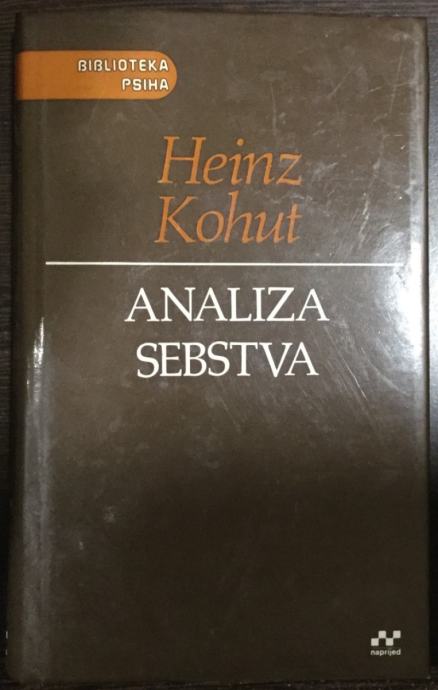 BIBLIOTEKA
PSIHA
Heinz
Kohut
ANALIZA
SEBSTVA
naprijed